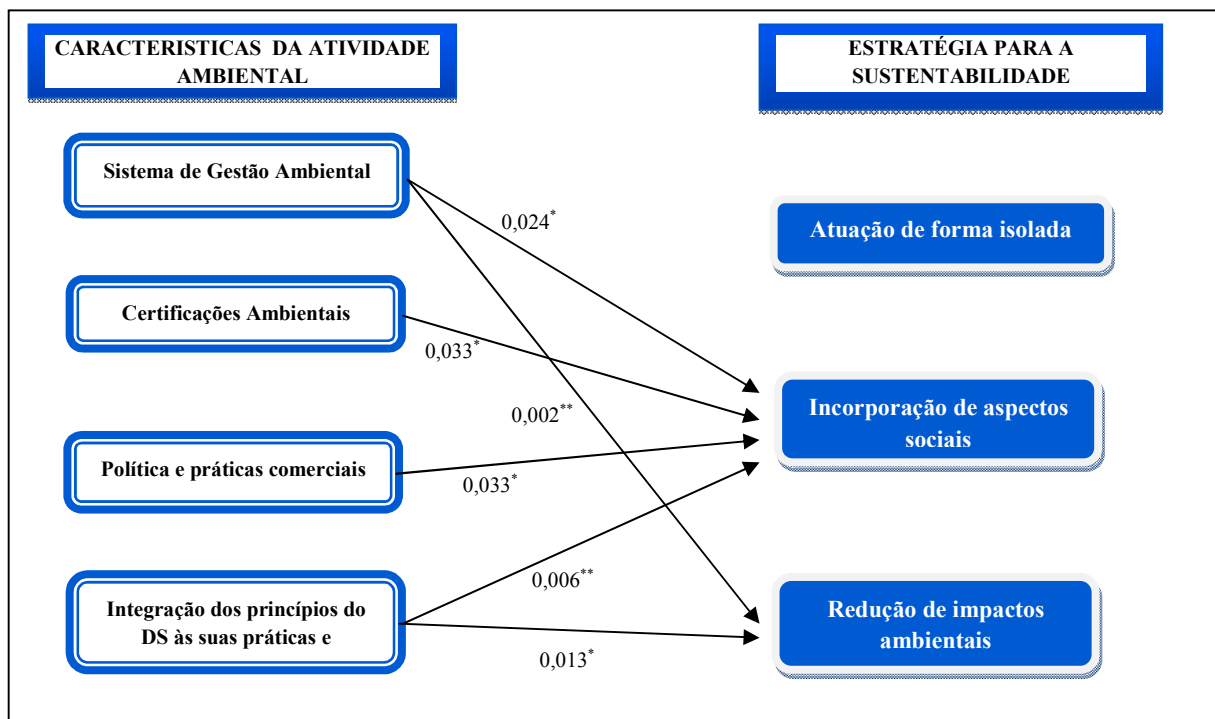 CARACTERISTICAS DA ATIVIDADE
AMBIENTAL
ESTRATÉGIA PARA A
SUSTENTABILIDADE
Sistema de Gestão Ambiental
Certificações Ambientais
Política e práticas comerciais
Integração dos princípios do
DS às suas práticas e
0,024*
0,033*
0,002**
0,033*
0,006**
0,013*
Atuação de forma isolada
Incorporação de aspectos
sociais
Redução de impactos
ambientais